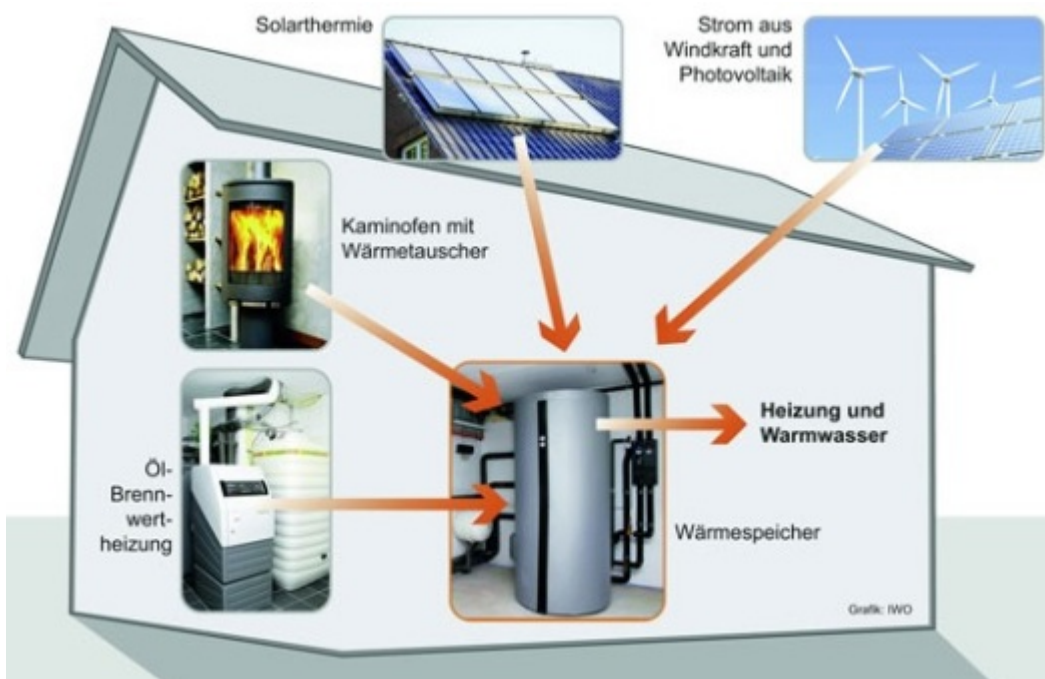 Solarthermie
Strom aus
Windkraft und
Photovoltaik
Kaminofen mit
Wärmetauscher
Heizung und
Warmwasser
Öl-
Brenn-
wert-
heizung
Wärmespeicher
Grafik: IWO